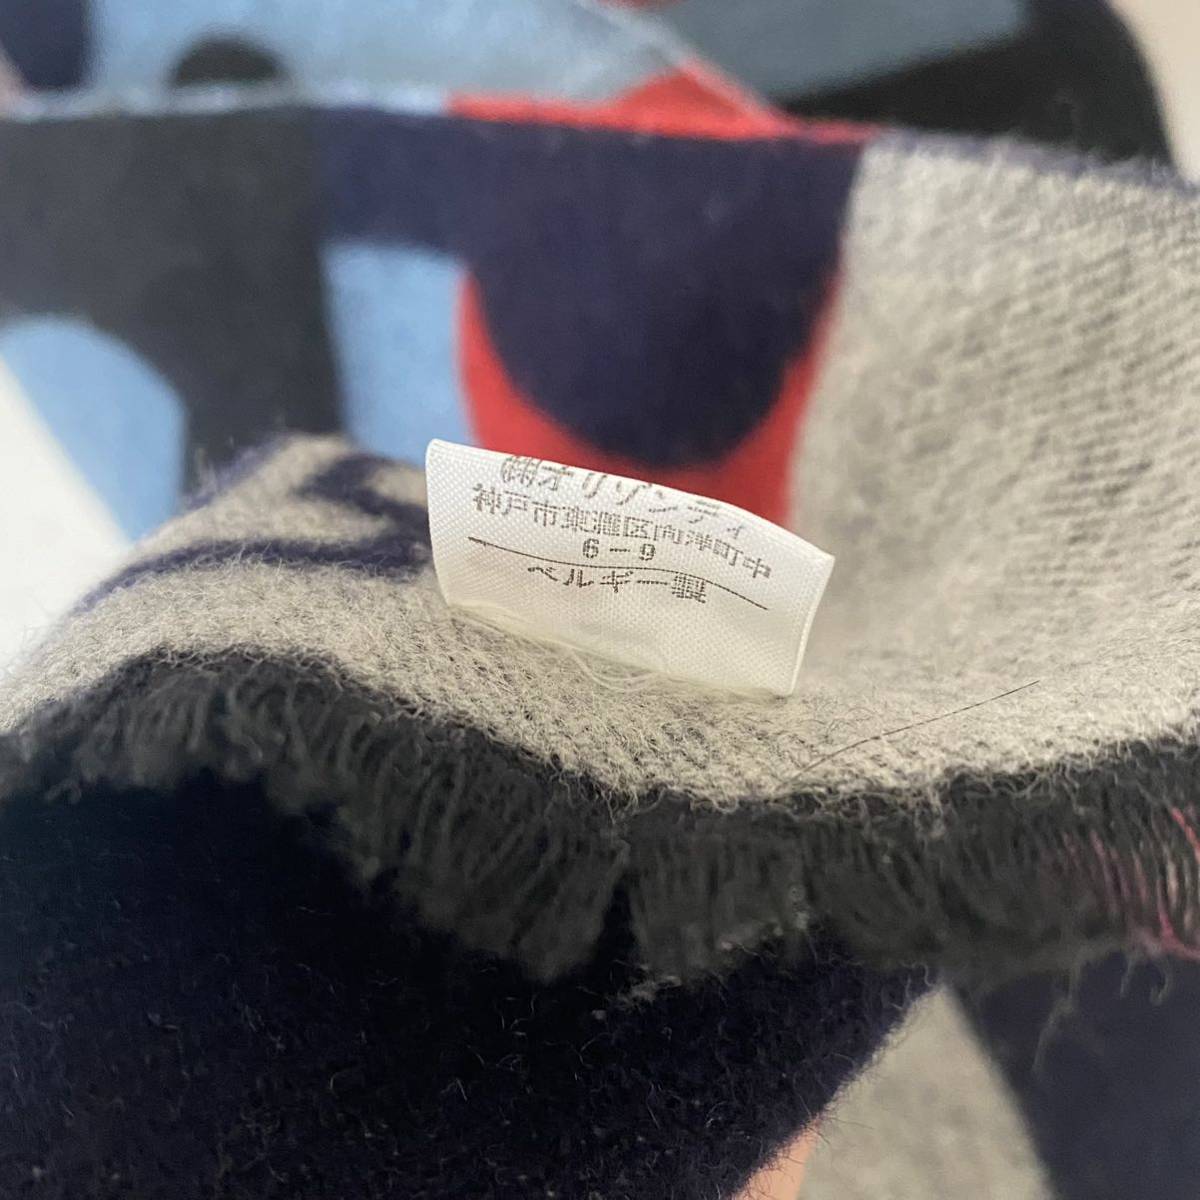 ㈱オリゾンティ
神戸市東灘区向洋町中
6-9
ベルギー製